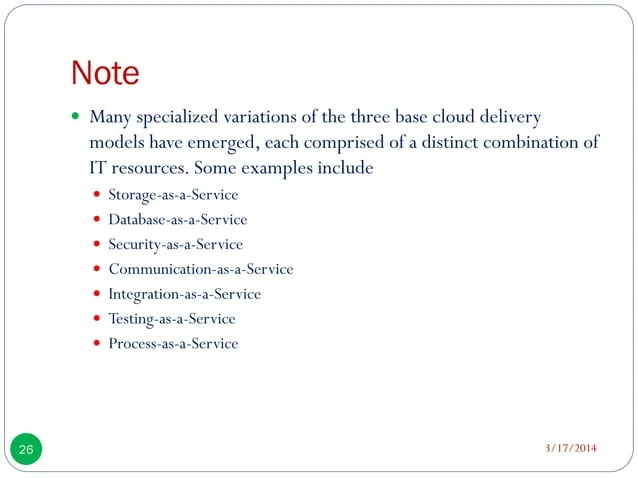 Note
Many specialized variations of the three base cloud delivery
models have emerged, each comprised of a distinct combination of
IT resources. Some examples include
Storage-as-a-Service
Database-as-a-Service
Security-as-a-Service
Communication-as-a-Service
Integration-as-a-Service
Testing-as-a-Service
Process-as-a-Service
26
3/17/2014